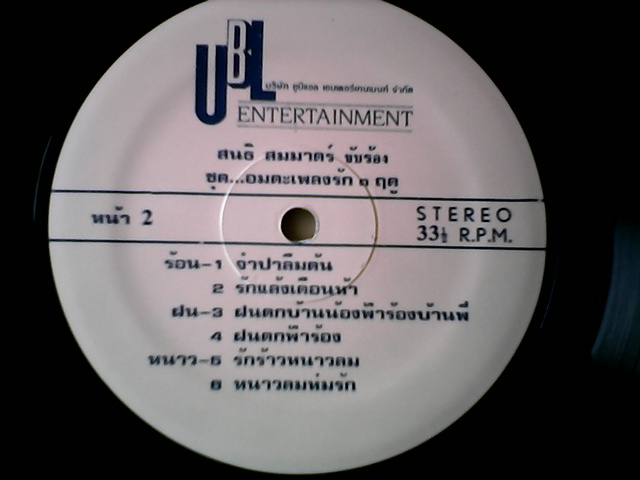 UBL
บริษัท ยูบิแอล เอนเตอร์เทนเมนท์ จำกัด
ENTERTAINMENT
สนธิ สมมาตร์ ขับร้อง
ชุด...อมตะเพลงรัก ๓ ฤดู
หน้า 2
STEREO
33⅓ R.P.M.
ร้อน-1 จำปาลืมต้น
2 รักแล้งเดือนห้า
ฝน-3 ฝนตกบ้านน้องฟ้าร้องบ้านพี่
4 ฝนตกฟ้าร้อง
หนาว-5 รักร้าวหนาวลม
6 หนาวลมห่มรัก